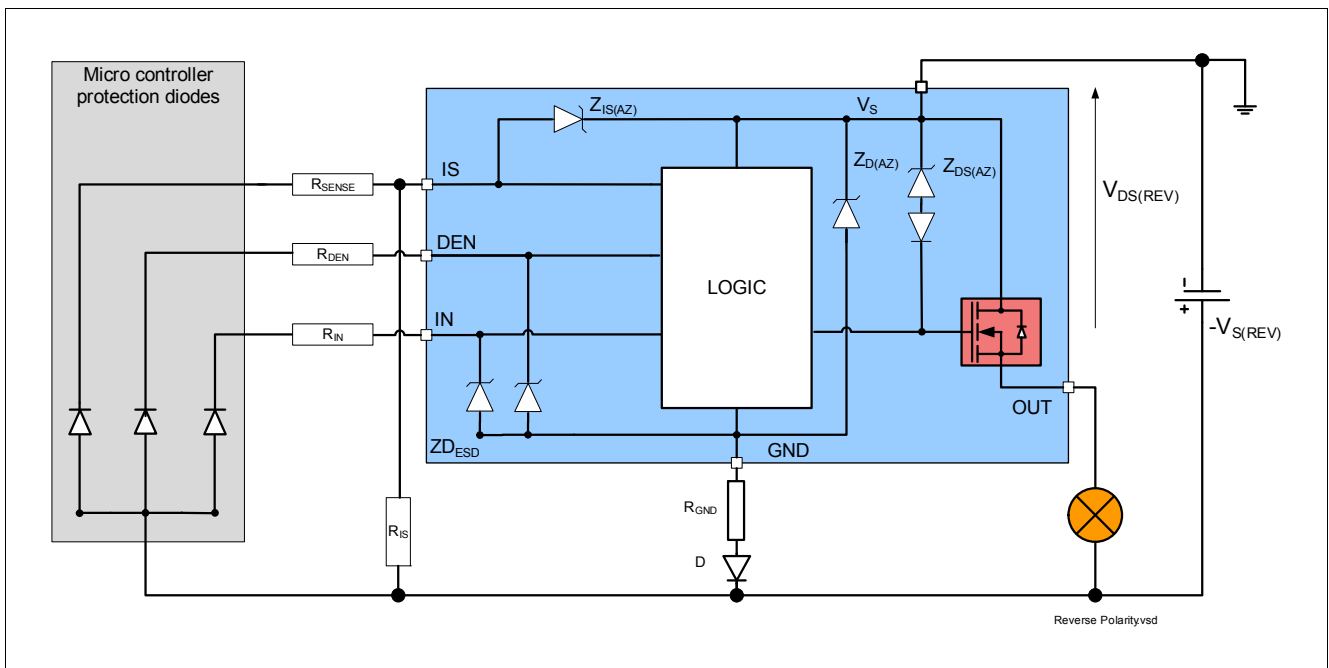 Micro controller
protection diodes
Z_IS(AZ)
V_S
IS
R_SENSE
Z_D(AZ)
Z_DS(AZ)
V_DS(REV)
DEN
R_DEN
LOGIC
-
+
-V_S(REV)
IN
R_IN
OUT
ZD_ESD
GND
R_GND
R_IS
D
Reverse Polarity.vsd